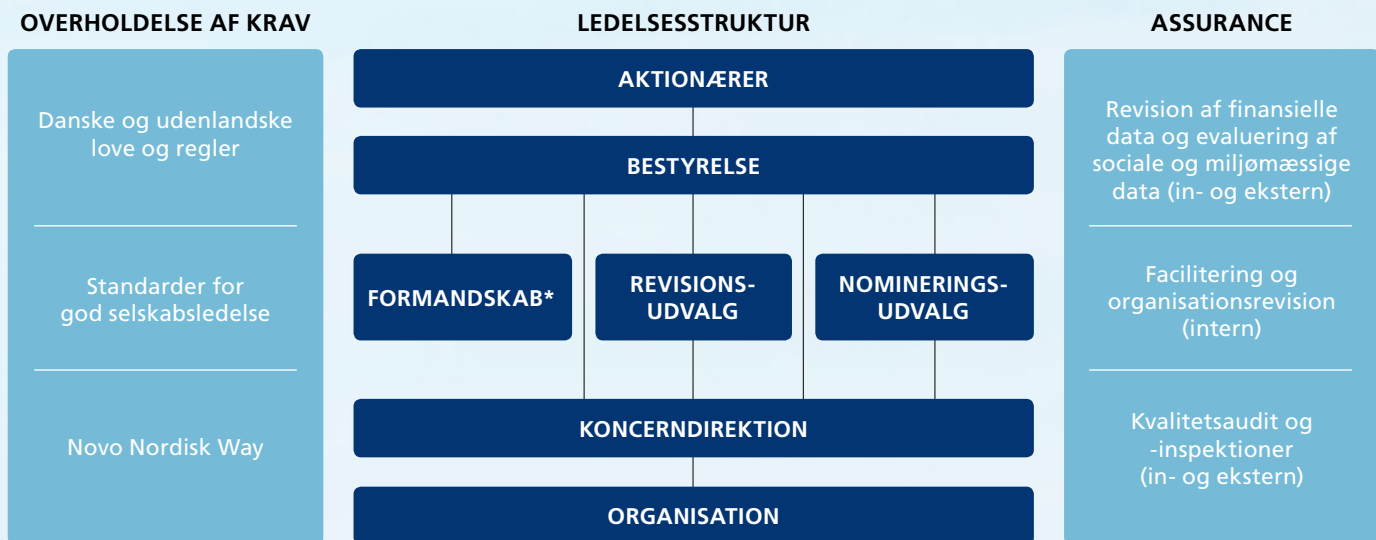 OVERHOLDELSE AF KRAV
Danske og udenlandske
love og regler
Standarder for
god selskabsledelse
Novo Nordisk Way
LEDELSESSTRUKTUR
AKTIONÆRER
BESTYRELSE
FORMANDSKAB*
REVISIONS-
UDVALG
NOMINERINGS-
UDVALG
KONCERNDIREKTION
ORGANISATION
ASSURANCE
Revision af finansielle
data og evaluering af
sociale og miljømæssige
data (in- og ekstern)
Facilitering og
organisationsrevision
(intern)
Kvalitetsaudit og
-inspektioner
(in- og ekstern)